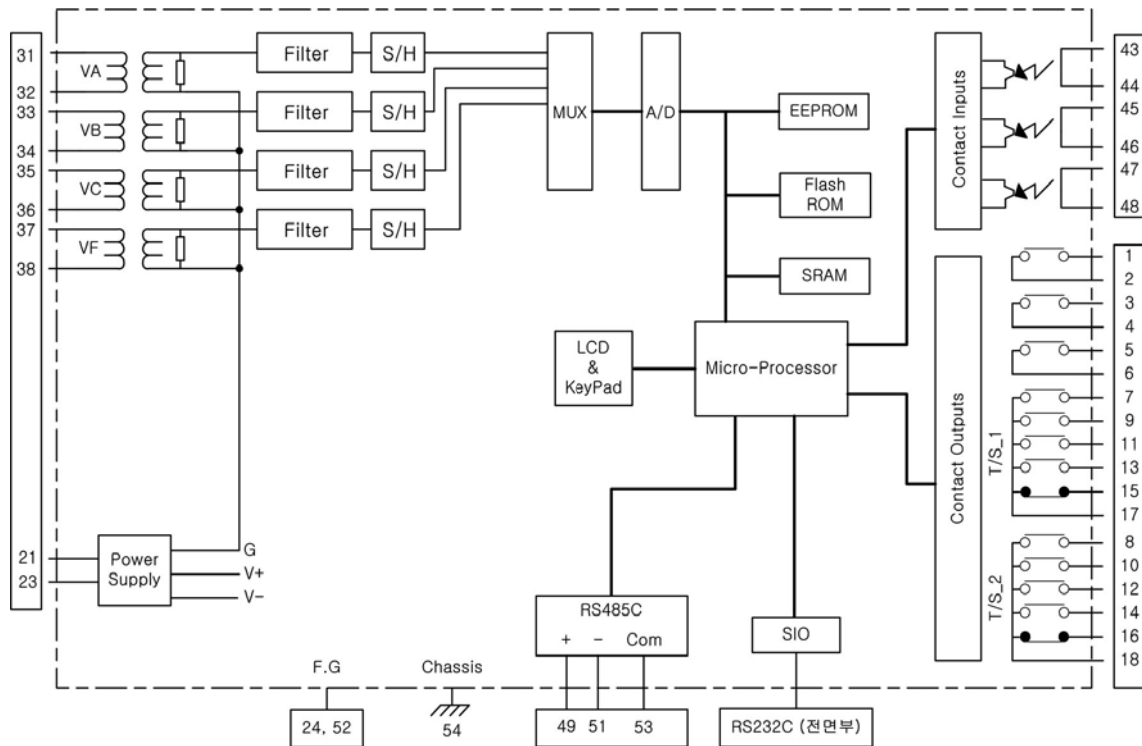 31
32
33
34
35
36
37
38
21
23
VA
VB
VC
VF
Filter
S/H
Filter
S/H
Filter
S/H
Filter
S/H
MUX
A/D
EEPROM
Flash
ROM
SRAM
Micro-Processor
LCD
&
KeyPad
Contact Inputs
43
44
45
46
47
48
Contact Outputs
T/S_1
T/S_2
1
2
3
4
5
6
7
9
11
13
15
17
8
10
12
14
16
18
Power
Supply
G
V+
V-
RS485C
+ - Com
SIO
F.G
Chassis
24, 52
54
49 51 53
RS232C (전면부)